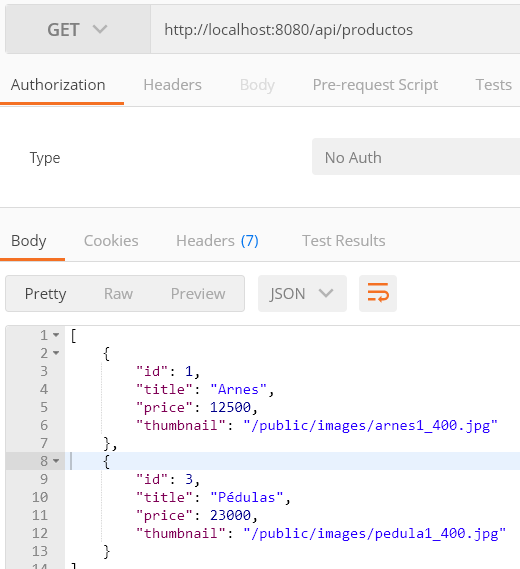 GET http://localhost:8080/api/productos
Authorization Headers Body Pre-request Script Tests
Type No Auth
Body Cookies Headers (7) Test Results
Pretty Raw Preview JSON
1 [
2 {
3 "id": 1,
4 "title": "Arnes",
5 "price": 12500,
6 "thumbnail": "/public/images/arnes1_400.jpg"
7 },
8 {
9 "id": 3,
10 "title": "Pédulas",
11 "price": 23000,
12 "thumbnail": "/public/images/pedula1_400.jpg"
13 }
14 ]